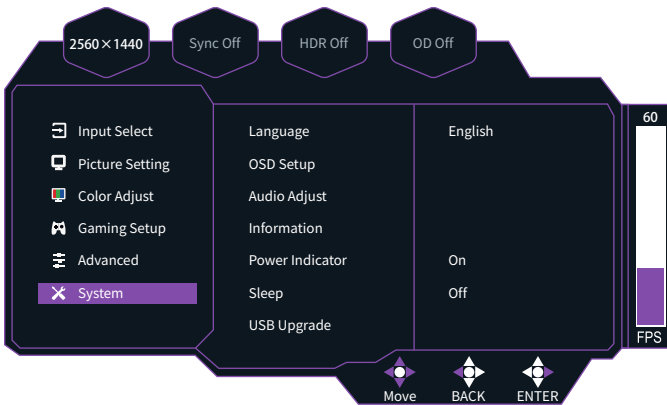 2560×1440 Sync Off HDR Off OD Off
60
Input Select Language English
Picture Setting OSD Setup
Color Adjust Audio Adjust
Gaming Setup Information
Advanced Power Indicator On
System Sleep Off
USB Upgrade
FPS
Move BACK ENTER